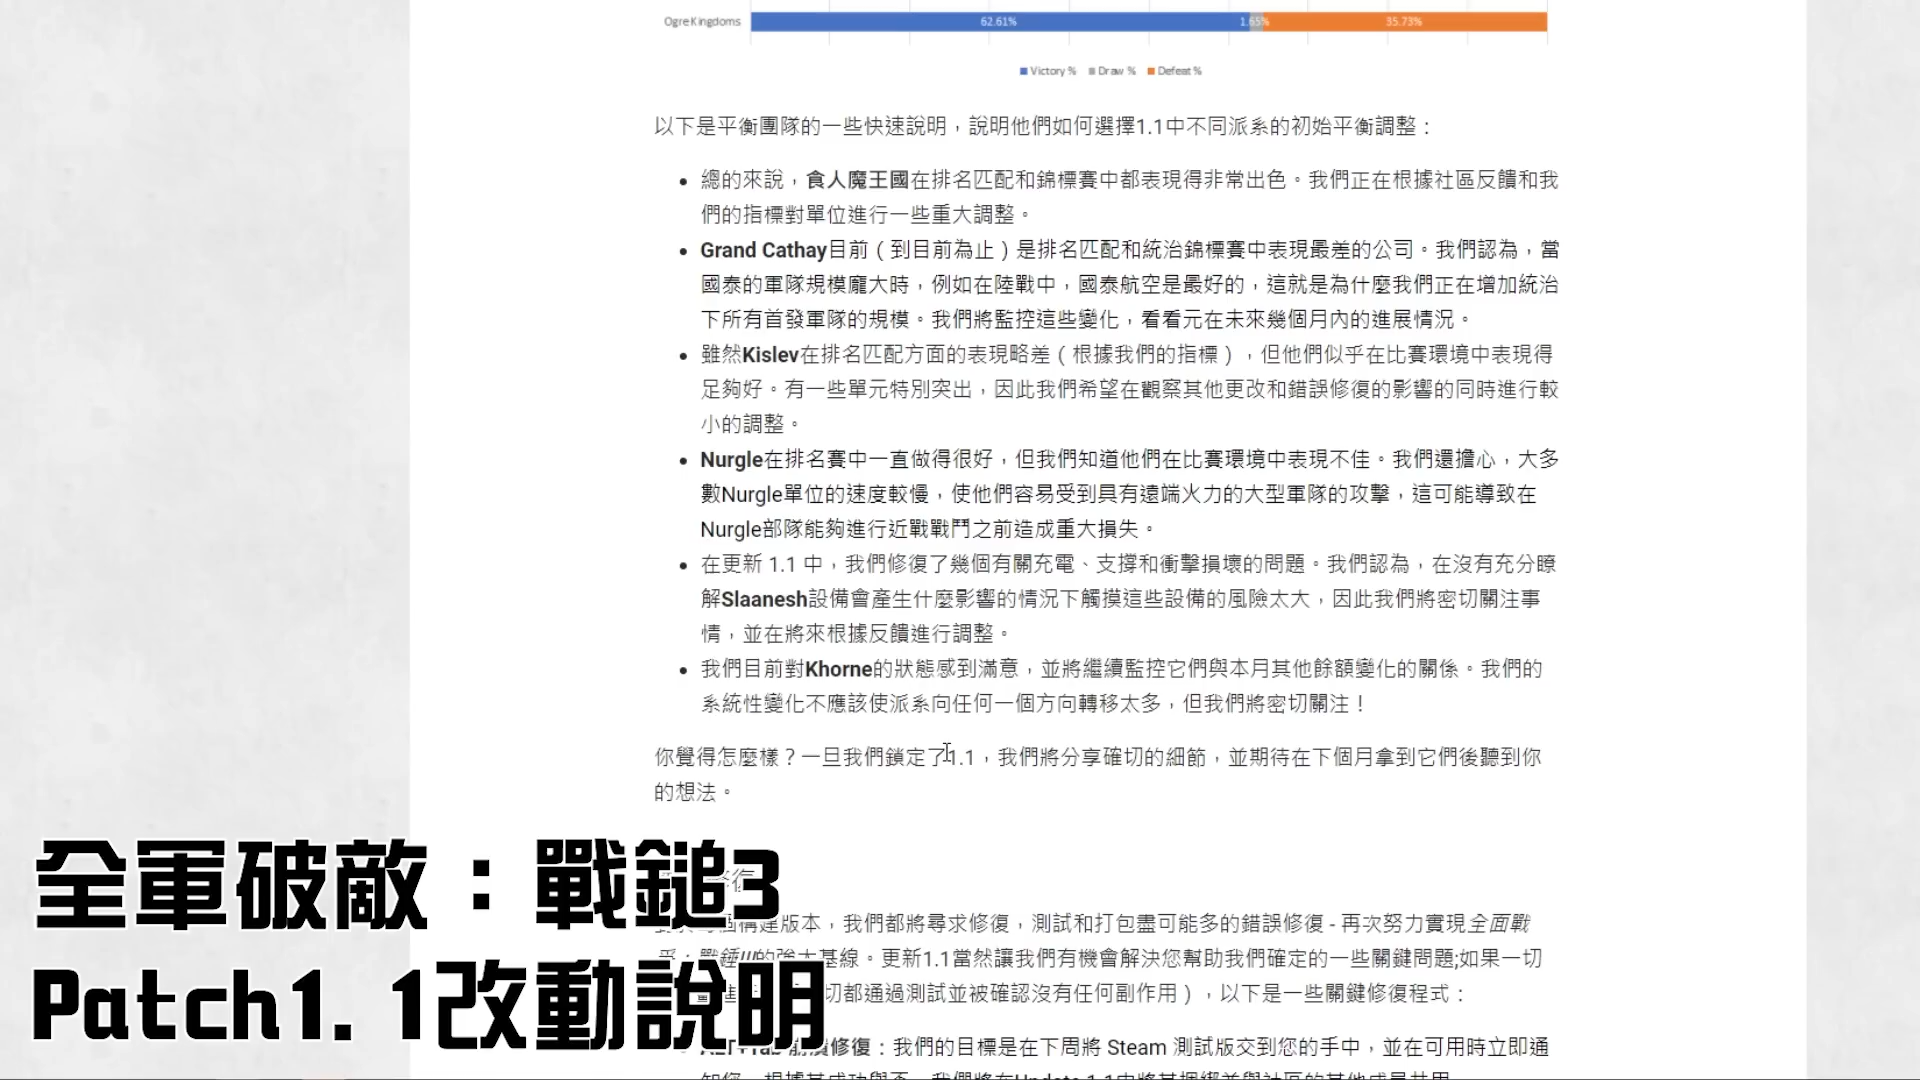 Ogre Kingdoms 62.61% 1.65% 35.73%
Victory % Draw % Defeat %
以下是平衡團隊的一些快速說明，說明他們如何選擇1.1中不同派系的初始平衡調整：
總的來說，食人魔王國在排名匹配和錦標賽中都表現得非常出色。我們正在根據社區反饋和我
們的指標對單位進行一些重大調整。
Grand Cathay目前（到目前為止）是排名匹配和統治錦標賽中表現最差的公司。我們認為，當
國泰的軍隊規模龐大時，例如在陸戰中，國泰航空是最好的，這就是為什麼我們正在增加統治
下所有首發軍隊的規模。我們將監控這些變化，看看元在未來幾個月內的進展情況。
雖然Kislev在排名匹配方面的表現略差（根據我們的指標），但他們似乎在比賽環境中表現得
足夠好。有一些單元特別突出，因此我們希望在觀察其他更改和錯誤修復的影響的同時進行較
小的調整。
Nurgle在排名賽中一直做得很好，但我們知道他們在比賽環境中表現不佳。我們還擔心，大多
數Nurgle單位的速度較慢，使他們容易受到具有遠端火力的大型軍隊的攻擊，這可能導致在
Nurgle部隊能夠進行近戰戰鬥之前造成重大損失。
在更新 1.1 中，我們修復了幾個有關充電、支撐和衝擊損壞的問題。我們認為，在沒有充分瞭
解Slaanesh設備會產生什麼影響的情況下觸摸這些設備的風險太大，因此我們將密切關注事
情，並在將來根據反饋進行調整。
我們目前對Khorne的狀態感到滿意，並將繼續監控它們與本月其他餘額變化的關係。我們的
系統性變化不應該使派系向任何一個方向轉移太多，但我們將密切關注！
你覺得怎麼樣？一旦我們鎖定了1.1，我們將分享確切的細節，並期待在下個月拿到它們後聽到你
的想法。
構建版本，我們都將尋求修復，測試和打包盡可能多的錯誤修復 - 再次努力實現全面戰
的強大基線。更新1.1當然讓我們有機會解決您幫助我們確定的一些關鍵問題;如果一切
切都通過測試並被確認沒有任何副作用），以下是一些關鍵修復程式：
修復：我們的目標是在下周將 Steam 測試版交到您的手中，並在可用時立即通
全軍破敵：戰鎚3
Patch1.1改動說明